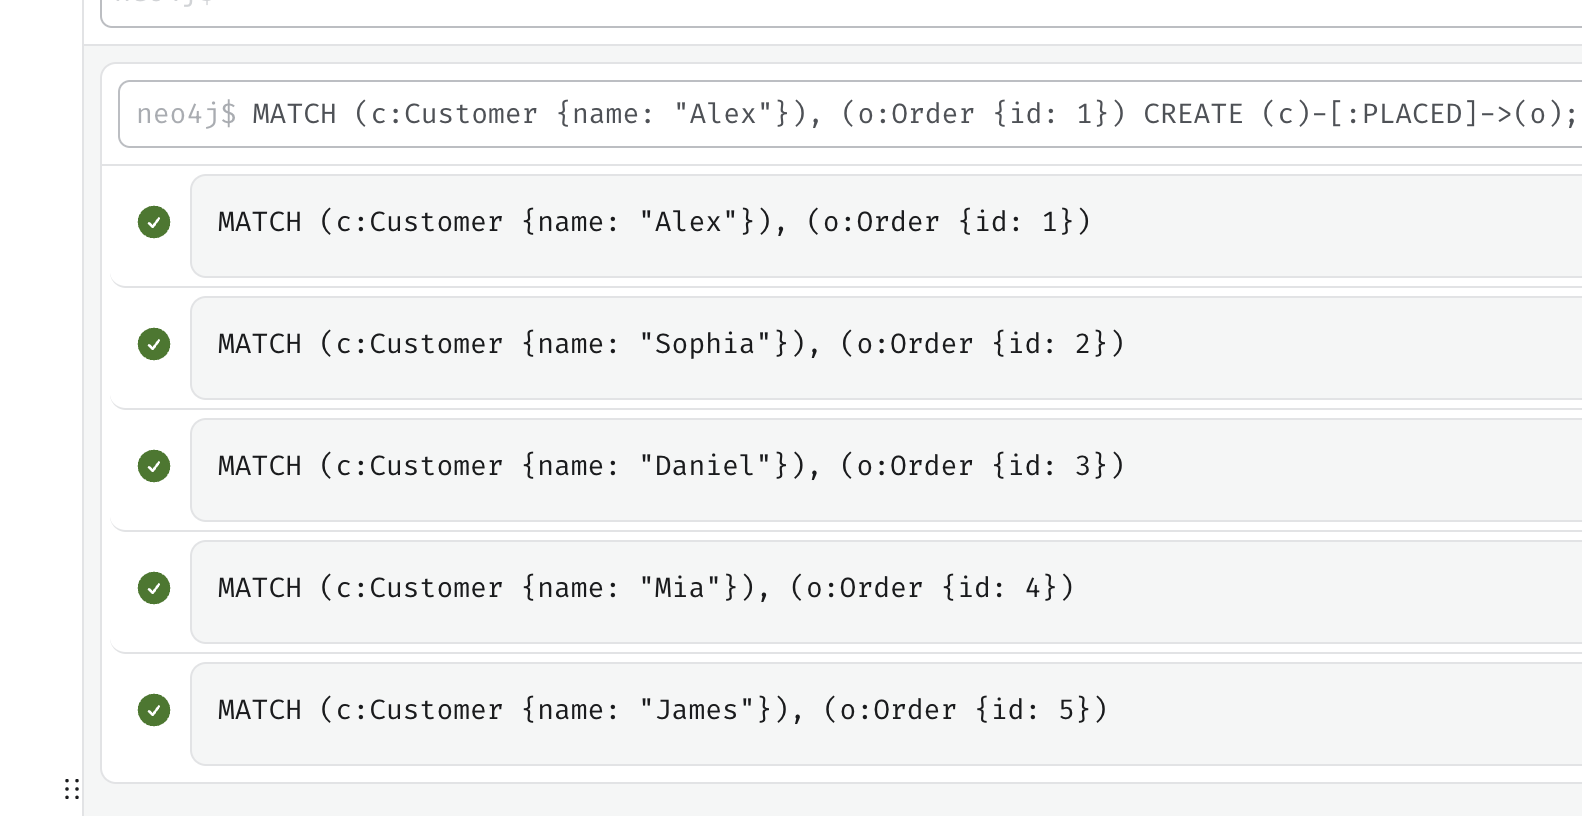 neo4j$ MATCH (c:Customer {name: "Alex"}), (o:Order {id: 1}) CREATE (c)-[:PLACED]->(o);
MATCH (c:Customer {name: "Alex"}), (o:Order {id: 1})
MATCH (c:Customer {name: "Sophia"}), (o:Order {id: 2})
MATCH (c:Customer {name: "Daniel"}), (o:Order {id: 3})
MATCH (c:Customer {name: "Mia"}), (o:Order {id: 4})
MATCH (c:Customer {name: "James"}), (o:Order {id: 5})